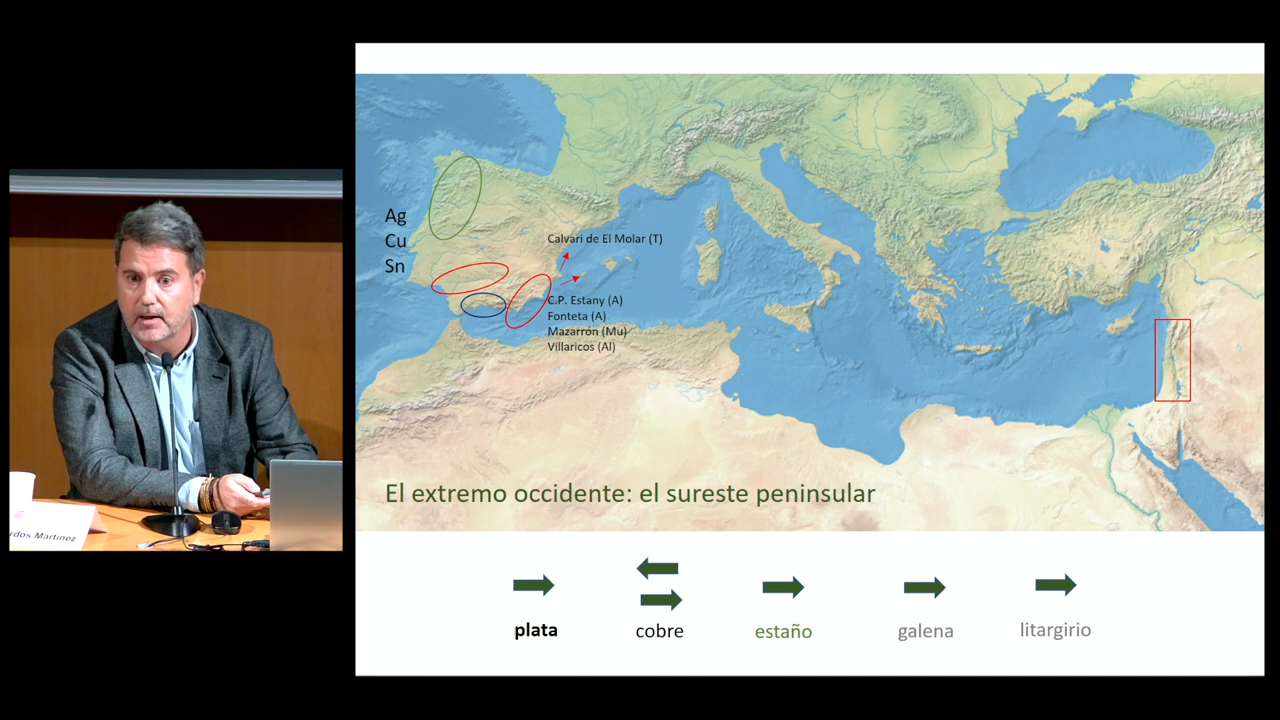 Ag
Cu
Sn
Calvari de El Molar (T)
C.P. Estany (A)
Fonteta (A)
Mazarrón (Mu)
Villaricos (Al)
El extremo occidente: el sureste peninsular
plata
cobre
estaño
galena
litargirio
rdos Martínez